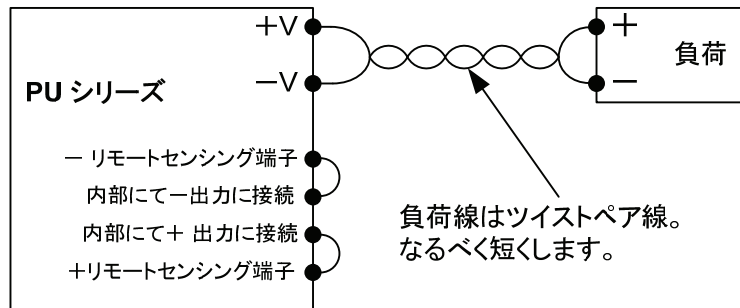 +V
−V
PU シリーズ
− リモートセンシング端子
内部にてー出力に接続
内部にて+ 出力に接続
+リモートセンシング端子
+
−
負荷
負荷線はツイストペア線。
なるべく短くします。